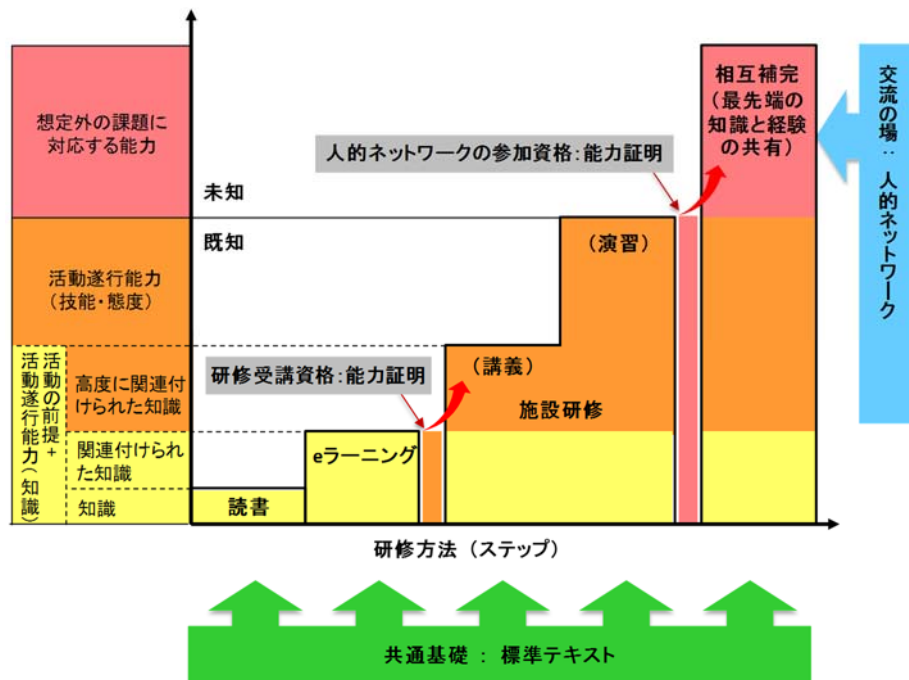 想定外の課題に
対応する能力
活動遂行能力
（技能・態度）
活動の前提＋
活動遂行能力（知識）
高度に関連付
けられた知識
関連付けられ
た知識
知識
未知
既知
読書
eラーニング
研修受講資格：能力証明
（講義）
施設研修
（演習）
人的ネットワークの参加資格：能力証明
相互補完
（最先端の
知識と経験
の共有）
交流の場： 人的ネットワーク
研修方法 （ステップ）
共通基礎 ： 標準テキスト